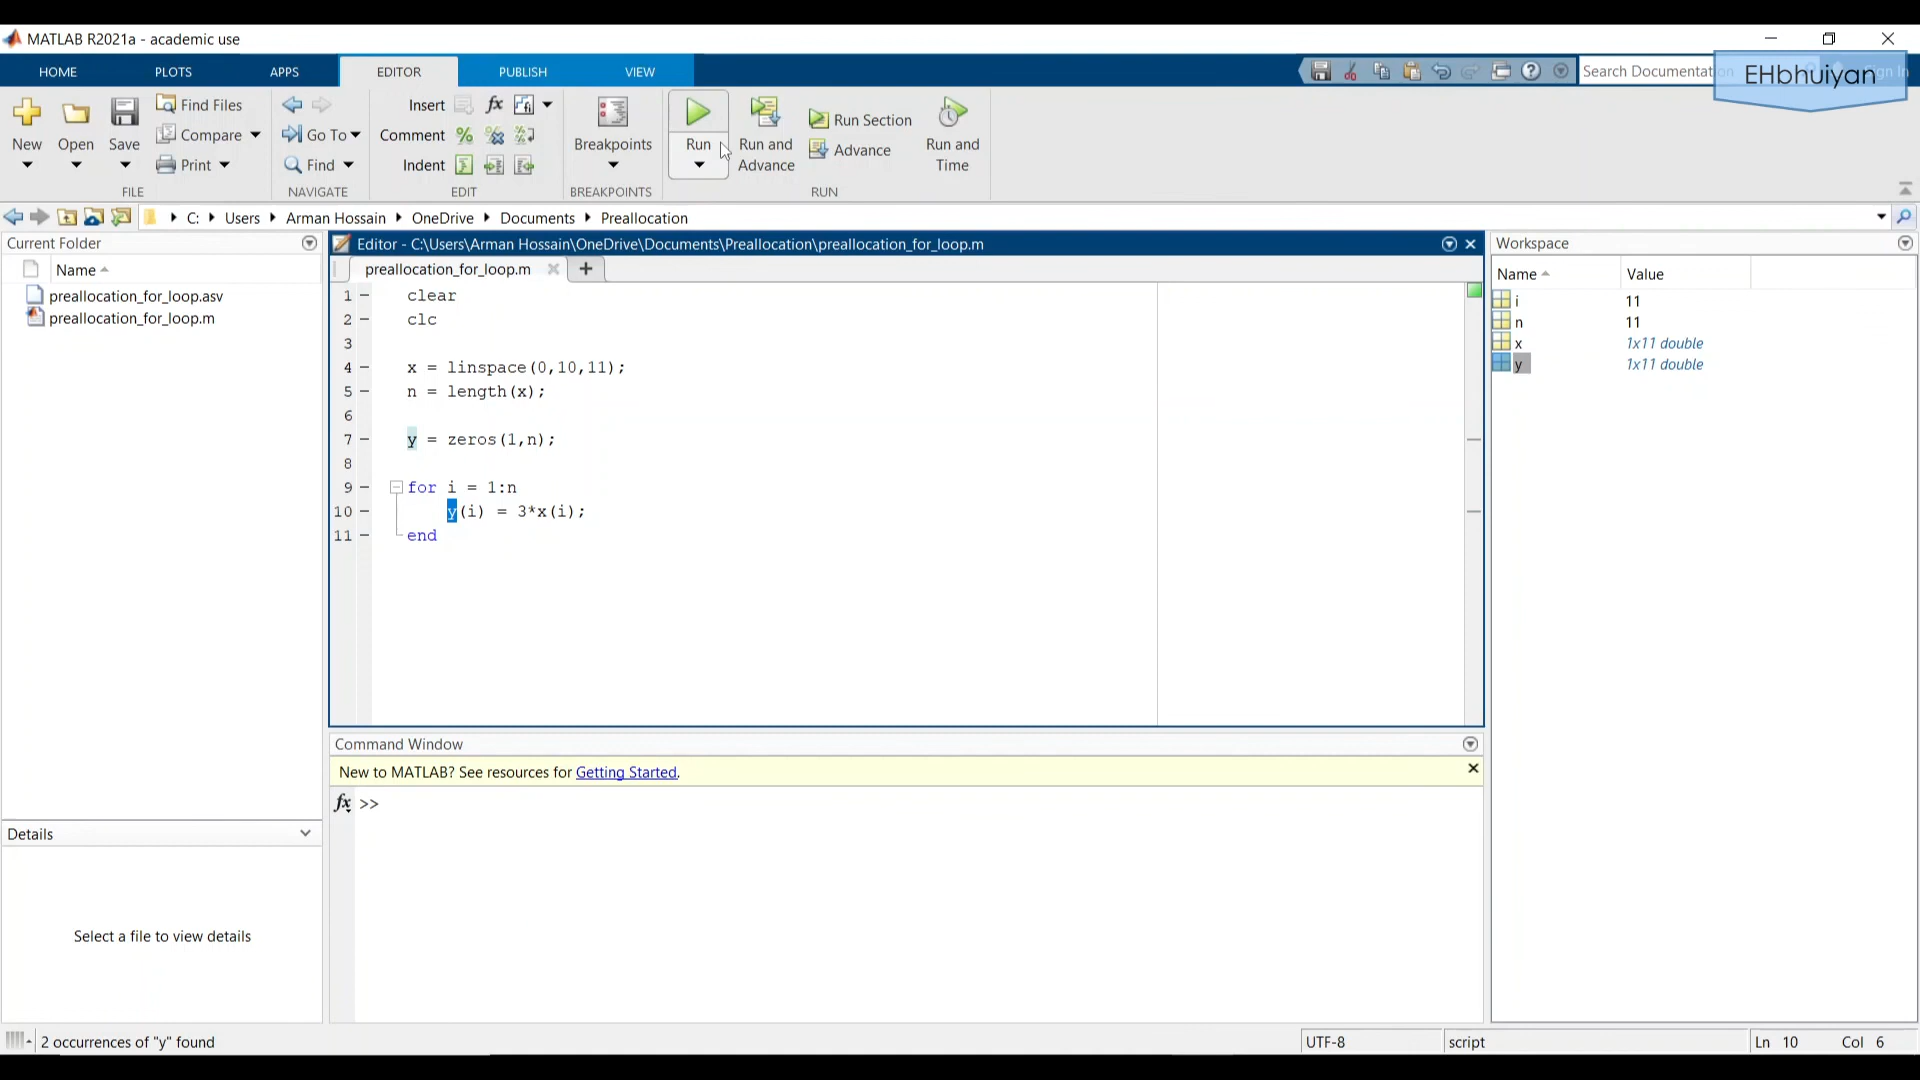 MATLAB R2021a - academic use
HOME PLOTS APPS EDITOR PUBLISH VIEW
Search Documentat
EHbhuiyan
New
Open
Save
Find Files
Compare
Print
FILE
Go To
Find
NAVIGATE
Insert
Comment
Indent
EDIT
Breakpoints
BREAKPOINTS
Run
Run and
Advance
Run Section
Advance
Run and
Time
RUN
C: Users Arman Hossain OneDrive Documents Preallocation
Current Folder
Name
preallocation_for_loop.asv
preallocation_for_loop.m
Details
Select a file to view details
Editor - C:\Users\Arman Hossain\OneDrive\Documents\Preallocation\preallocation_for_loop.m
preallocation_for_loop.m
1 clear
2 clc
3
4 x = linspace(0,10,11);
5 n = length(x);
6
7 y = zeros(1,n);
8
9 for i = 1:n
10 y(i) = 3*x(i);
11 end
Command Window
New to MATLAB? See resources for Getting Started.
fx >>
Workspace
Name Value
i 11
n 11
x 1x11 double
y 1x11 double
2 occurrences of "y" found
UTF-8 script Ln 10 Col 6